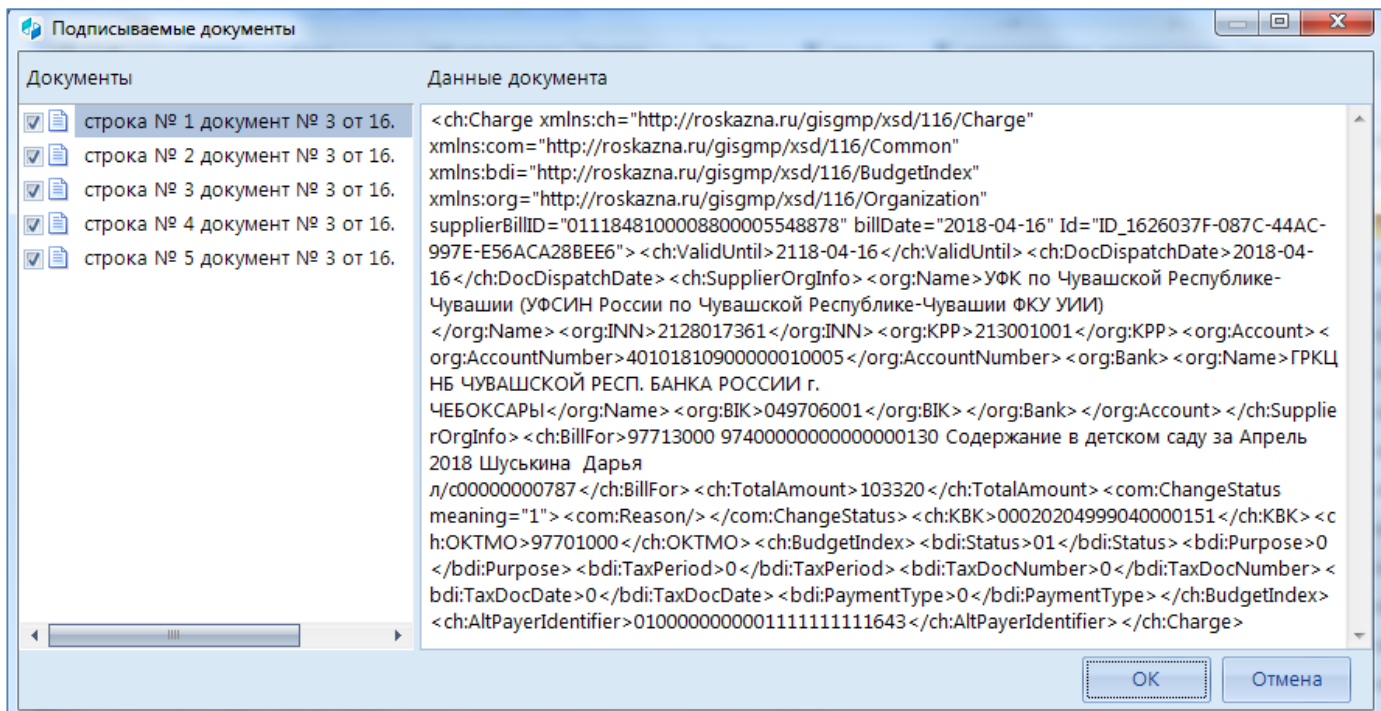 Подписываемые документы
Документы
Данные документа
строка № 1 документ № 3 от 16.
строка № 2 документ № 3 от 16.
строка № 3 документ № 3 от 16.
строка № 4 документ № 3 от 16.
строка № 5 документ № 3 от 16.
<ch:Charge xmlns:ch="http://roskazna.ru/gisgmp/xsd/116/Charge"
xmlns:com="http://roskazna.ru/gisgmp/xsd/116/Common"
xmlns:bdi="http://roskazna.ru/gisgmp/xsd/116/BudgetIndex"
xmlns:org="http://roskazna.ru/gisgmp/xsd/116/Organization"
supplierBillID="0111848100008800005548878" billDate="2018-04-16" Id="ID_1626037F-087C-44AC-
997E-E56ACA28BEE6"><ch:ValidUntil>2118-04-16</ch:ValidUntil><ch:DocDispatchDate>2018-04-
16</ch:DocDispatchDate><ch:SupplierOrgInfo><org:Name>УФК по Чувашской Республике-
Чувашии (УФСИН России по Чувашской Республике-Чувашии ФКУ УИИ)
</org:Name><org:INN>2128017361</org:INN><org:KPP>213001001</org:KPP><org:Account><
org:AccountNumber>40101810900000010005</org:AccountNumber><org:Bank><org:Name>ГРКЦ
НБ ЧУВАШСКОЙ РЕСП. БАНКА РОССИИ г.
ЧЕБОКСАРЫ</org:Name><org:BIK>049706001</org:BIK></org:Bank></org:Account></ch:Supplie
rOrgInfo><ch:BillFor>97713000 97400000000000000130 Содержание в детском саду за Апрель
2018 Шуськина  Дарья
л/с00000000787</ch:BillFor><ch:TotalAmount>103320</ch:TotalAmount><com:ChangeStatus
meaning="1"><com:Reason/></com:ChangeStatus><ch:KBK>00020204999040000151</ch:KBK><c
h:OKTMO>97701000</ch:OKTMO><ch:BudgetIndex><bdi:Status>01</bdi:Status><bdi:Purpose>0
</bdi:Purpose><bdi:TaxPeriod>0</bdi:TaxPeriod><bdi:TaxDocNumber>0</bdi:TaxDocNumber><
bdi:TaxDocDate>0</bdi:TaxDocDate><bdi:PaymentType>0</bdi:PaymentType></ch:BudgetIndex>
<ch:AltPayerIdentifier>0100000000001111111111643</ch:AltPayerIdentifier></ch:Charge>
OK
Отмена